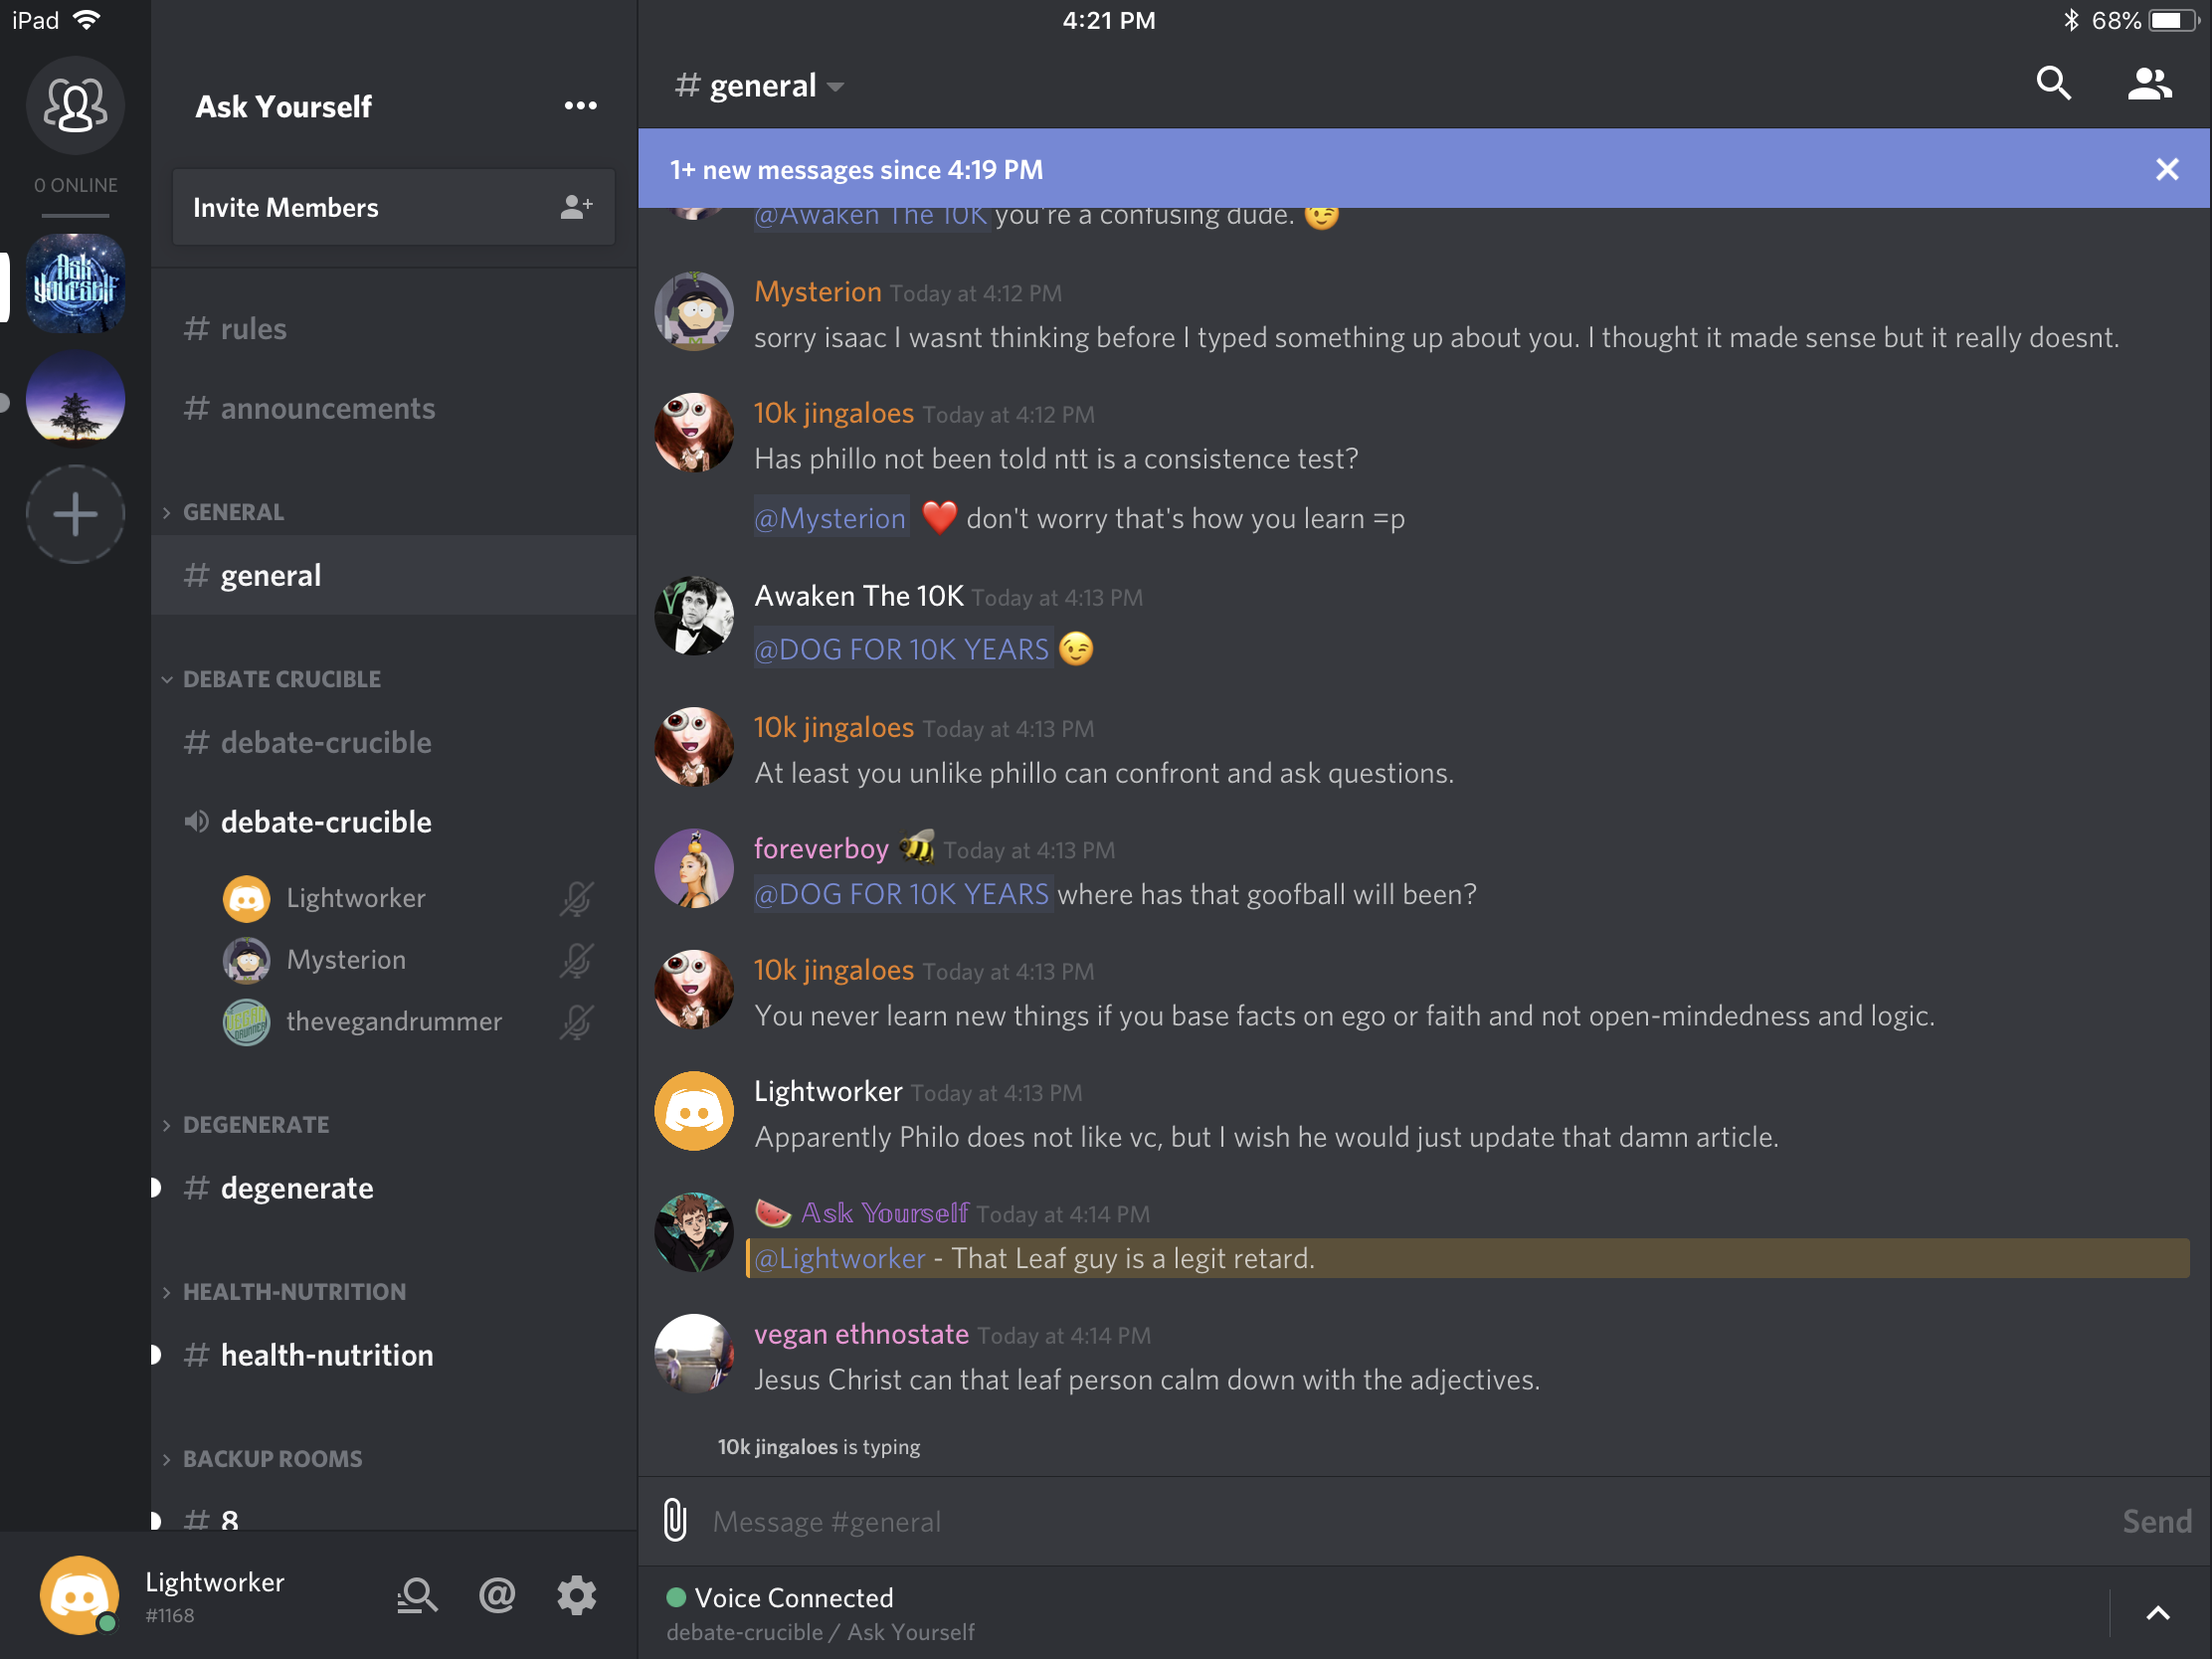 iPad
4:21 PM
68%
0 ONLINE
Ask Yourself
Ask Yourself
Invite Members
# rules
# announcements
GENERAL
# general
DEBATE CRUCIBLE
# debate-crucible
debate-crucible
Lightworker
Mysterion
thevegandrummer
DEGENERATE
# degenerate
HEALTH-NUTRITION
# health-nutrition
BACKUP ROOMS
# 8
Lightworker
#1168
# general
1+ new messages since 4:19 PM
@Awaken The 10K you're a confusing dude. 😉
Mysterion Today at 4:12 PM
sorry isaac I wasnt thinking before I typed something up about you. I thought it made sense but it really doesnt.
10k jingaloes Today at 4:12 PM
Has phillo not been told ntt is a consistence test?
@Mysterion ❤️ don't worry that's how you learn =p
Awaken The 10K Today at 4:13 PM
@DOG FOR 10K YEARS 😉
10k jingaloes Today at 4:13 PM
At least you unlike phillo can confront and ask questions.
foreverboy 🐝 Today at 4:13 PM
@DOG FOR 10K YEARS where has that goofball will been?
10k jingaloes Today at 4:13 PM
You never learn new things if you base facts on ego or faith and not open-mindedness and logic.
Lightworker Today at 4:13 PM
Apparently Philo does not like vc, but I wish he would just update that damn article.
🍉 𝔸𝕤𝕜 𝕐𝕠𝕦𝕣𝕤𝕖𝕝𝕗 Today at 4:14 PM
@Lightworker - That Leaf guy is a legit retard.
vegan ethnostate Today at 4:14 PM
Jesus Christ can that leaf person calm down with the adjectives.
10k jingaloes is typing
Message #general
Send
Voice Connected
debate-crucible / Ask Yourself